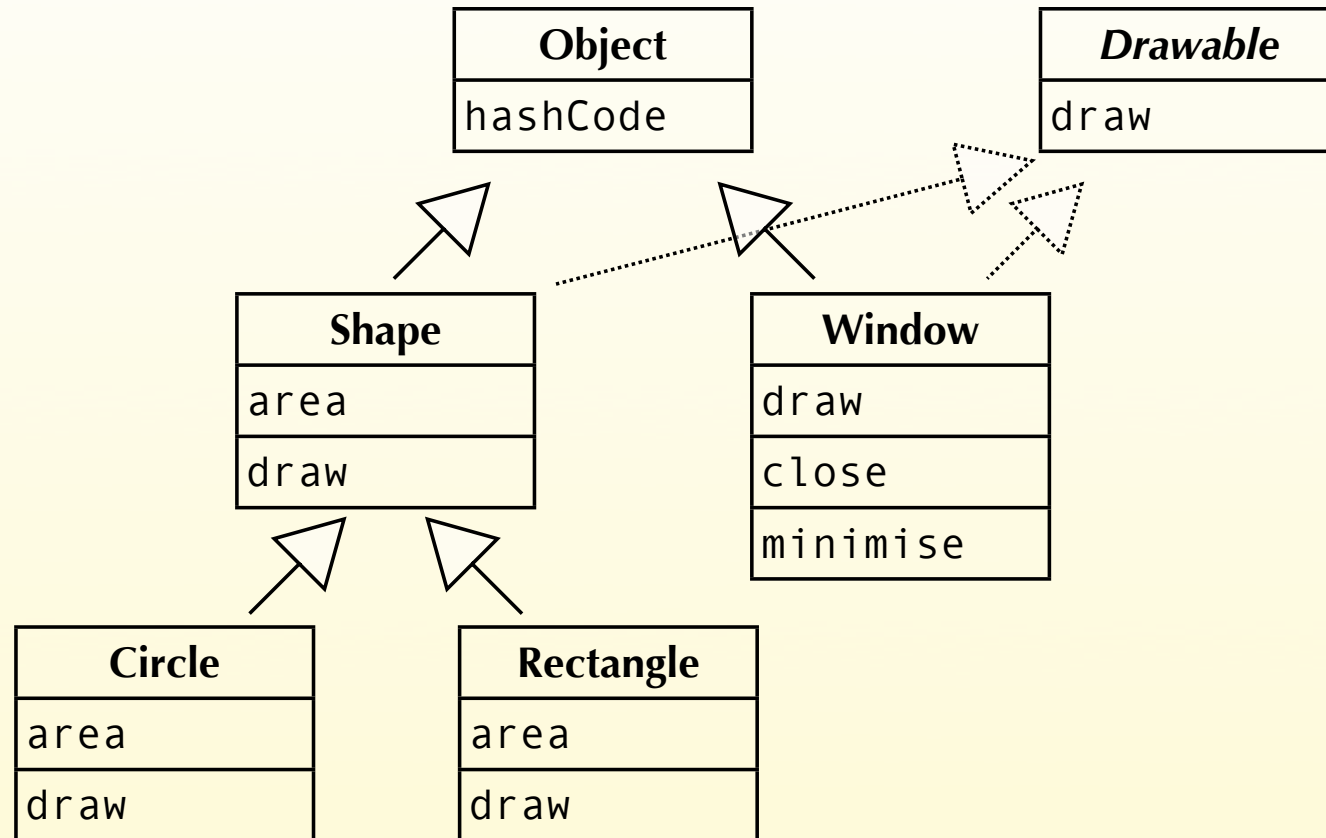 Object
hashCode
Drawable
draw
Shape
area
draw
Window
draw
close
minimise
Circle
area
draw
Rectangle
area
draw